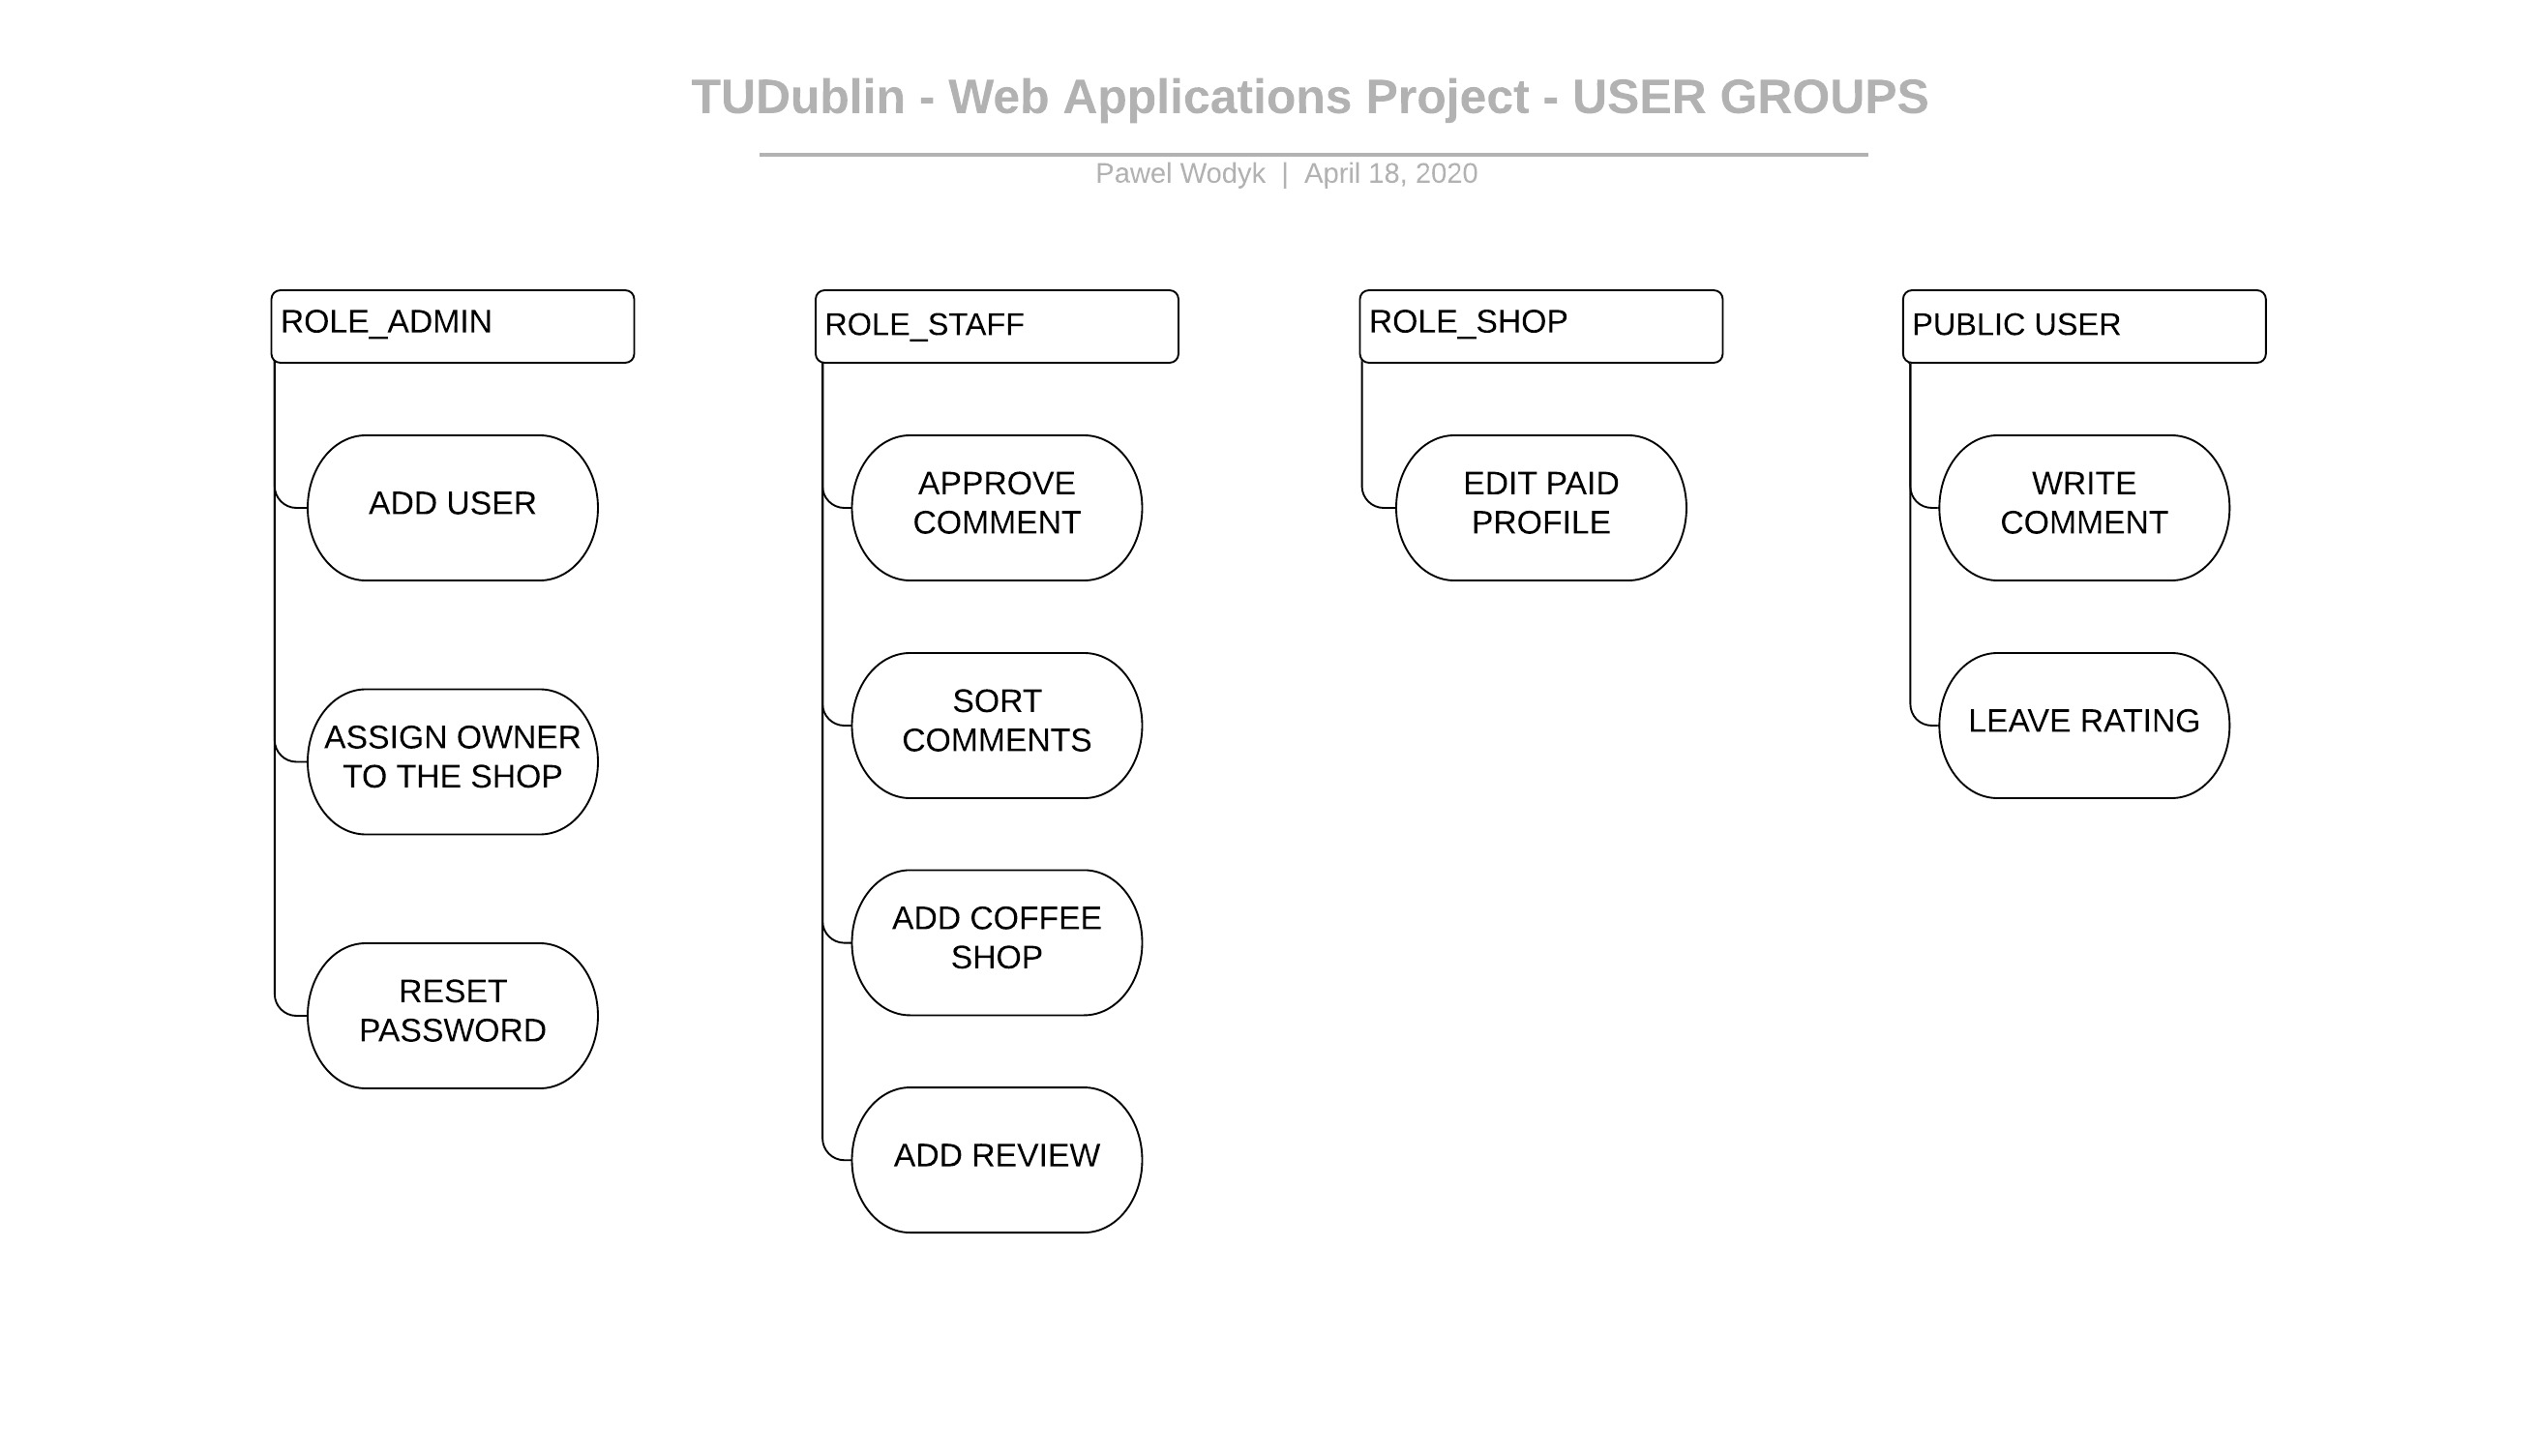 TUDublin - Web Applications Project - USER GROUPS
Pawel Wodyk | April 18, 2020
ROLE_ADMIN
ADD USER
ASSIGN OWNER
TO THE SHOP
RESET
PASSWORD
ROLE_STAFF
APPROVE
COMMENT
SORT
COMMENTS
ADD COFFEE
SHOP
ADD REVIEW
ROLE_SHOP
EDIT PAID
PROFILE
PUBLIC USER
WRITE
COMMENT
LEAVE RATING